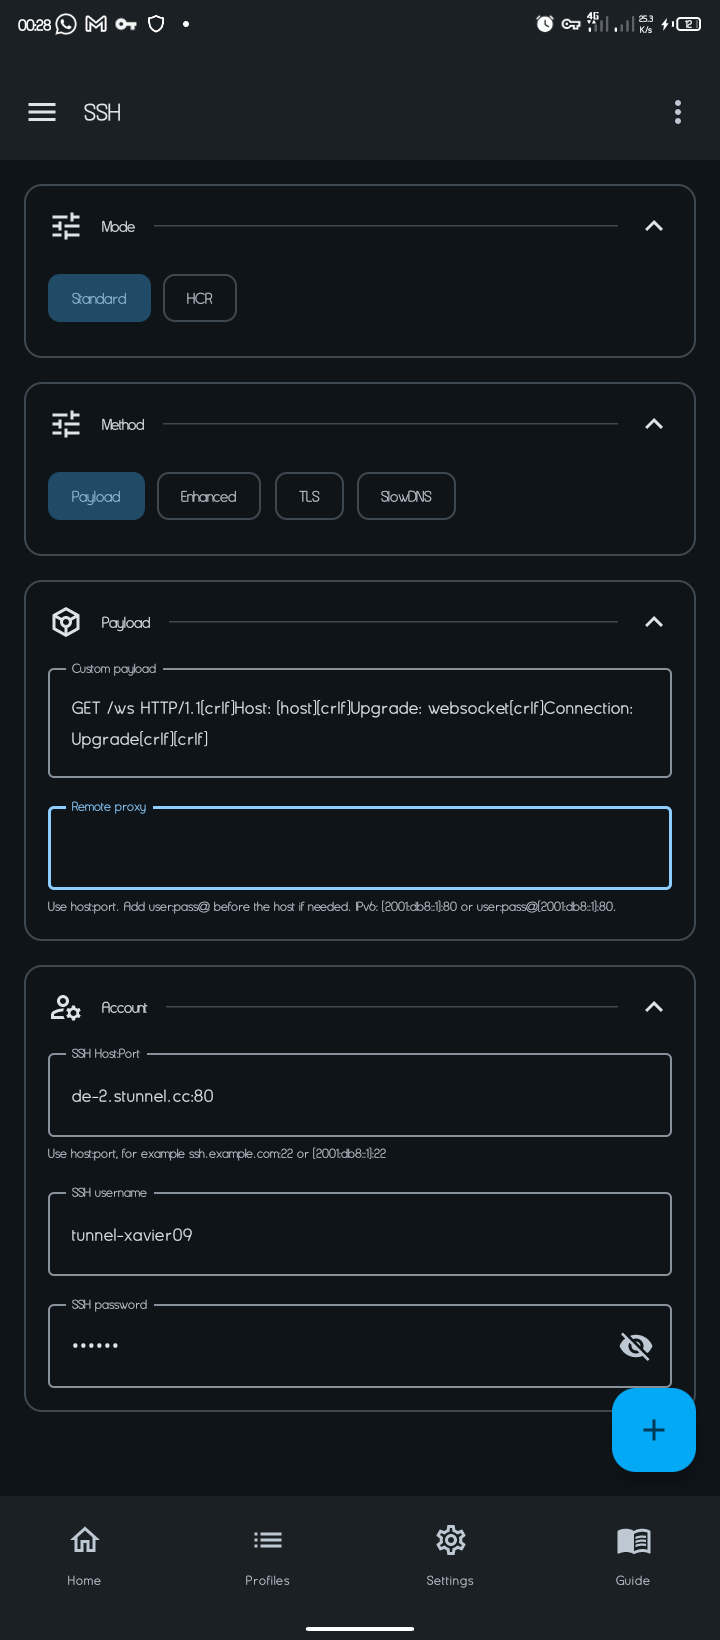 00:28
4G 25.3 K/s 12
SSH
Mode
Standard HCR
Method
Payload Enhanced TLS SlowDNS
Payload
Custom payload
GET /ws HTTP/1.1[crlf]Host: [host][crlf]Upgrade: websocket[crlf]Connection:
Upgrade[crlf][crlf]
Remote proxy
Use host:port. Add user:pass@ before the host if needed. IPv6: [2001:db8::1]:80 or user:pass@[2001:db8::1]:80.
Account
SSH Host:Port
de-2.stunnel.cc:80
Use host:port, for example ssh.example.com:22 or [2001:db8::1]:22
SSH username
tunnel-xavier09
SSH password
••••••
Home Profiles Settings Guide